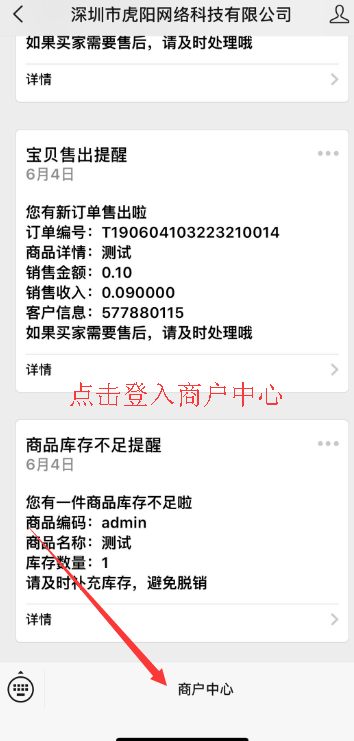 深圳市虎阳网络科技有限公司
如果买家需要售后，请及时处理哦
详情
宝贝售出提醒
6月4日
您有新订单售出啦
订单编号：T190604103223210014
商品详情：测试
销售金额：0.10
销售收入：0.090000
客户信息：577880115
如果买家需要售后，请及时处理哦
详情
点击登入商户中心
商品库存不足提醒
6月4日
您有一件商品库存不足啦
商品编码：admin
商品名称：测试
库存数量：1
请及时补充库存，避免脱销
详情
商户中心